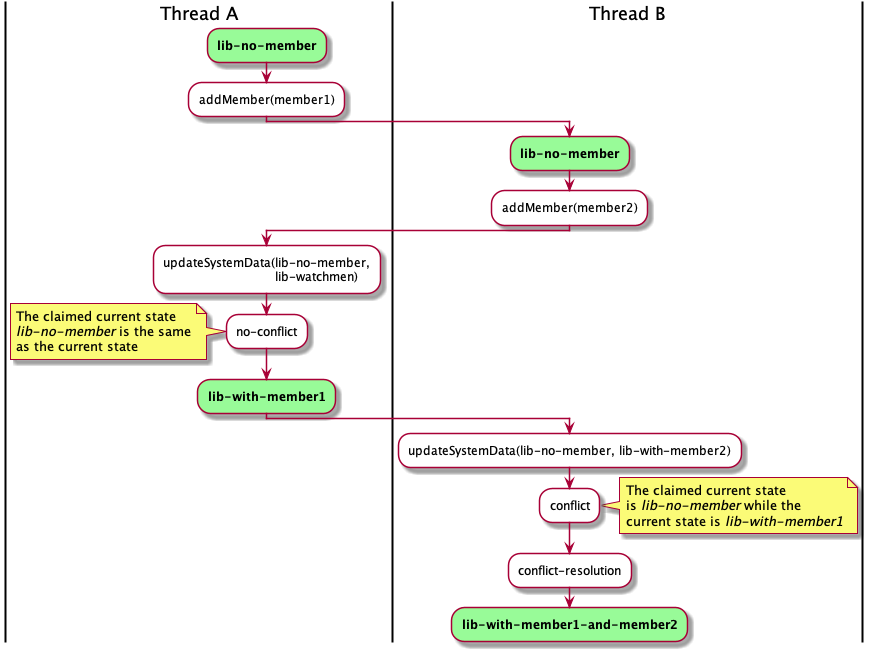 Thread A
Thread B
lib-no-member
addMember(member1)
lib-no-member
addMember(member2)
updateSystemData(lib-no-member,
lib-watchmen)
The claimed current state
lib-no-member is the same
as the current state
no-conflict
lib-with-member1
updateSystemData(lib-no-member, lib-with-member2)
conflict
The claimed current state
is lib-no-member while the
current state is lib-with-member1
conflict-resolution
lib-with-member1-and-member2